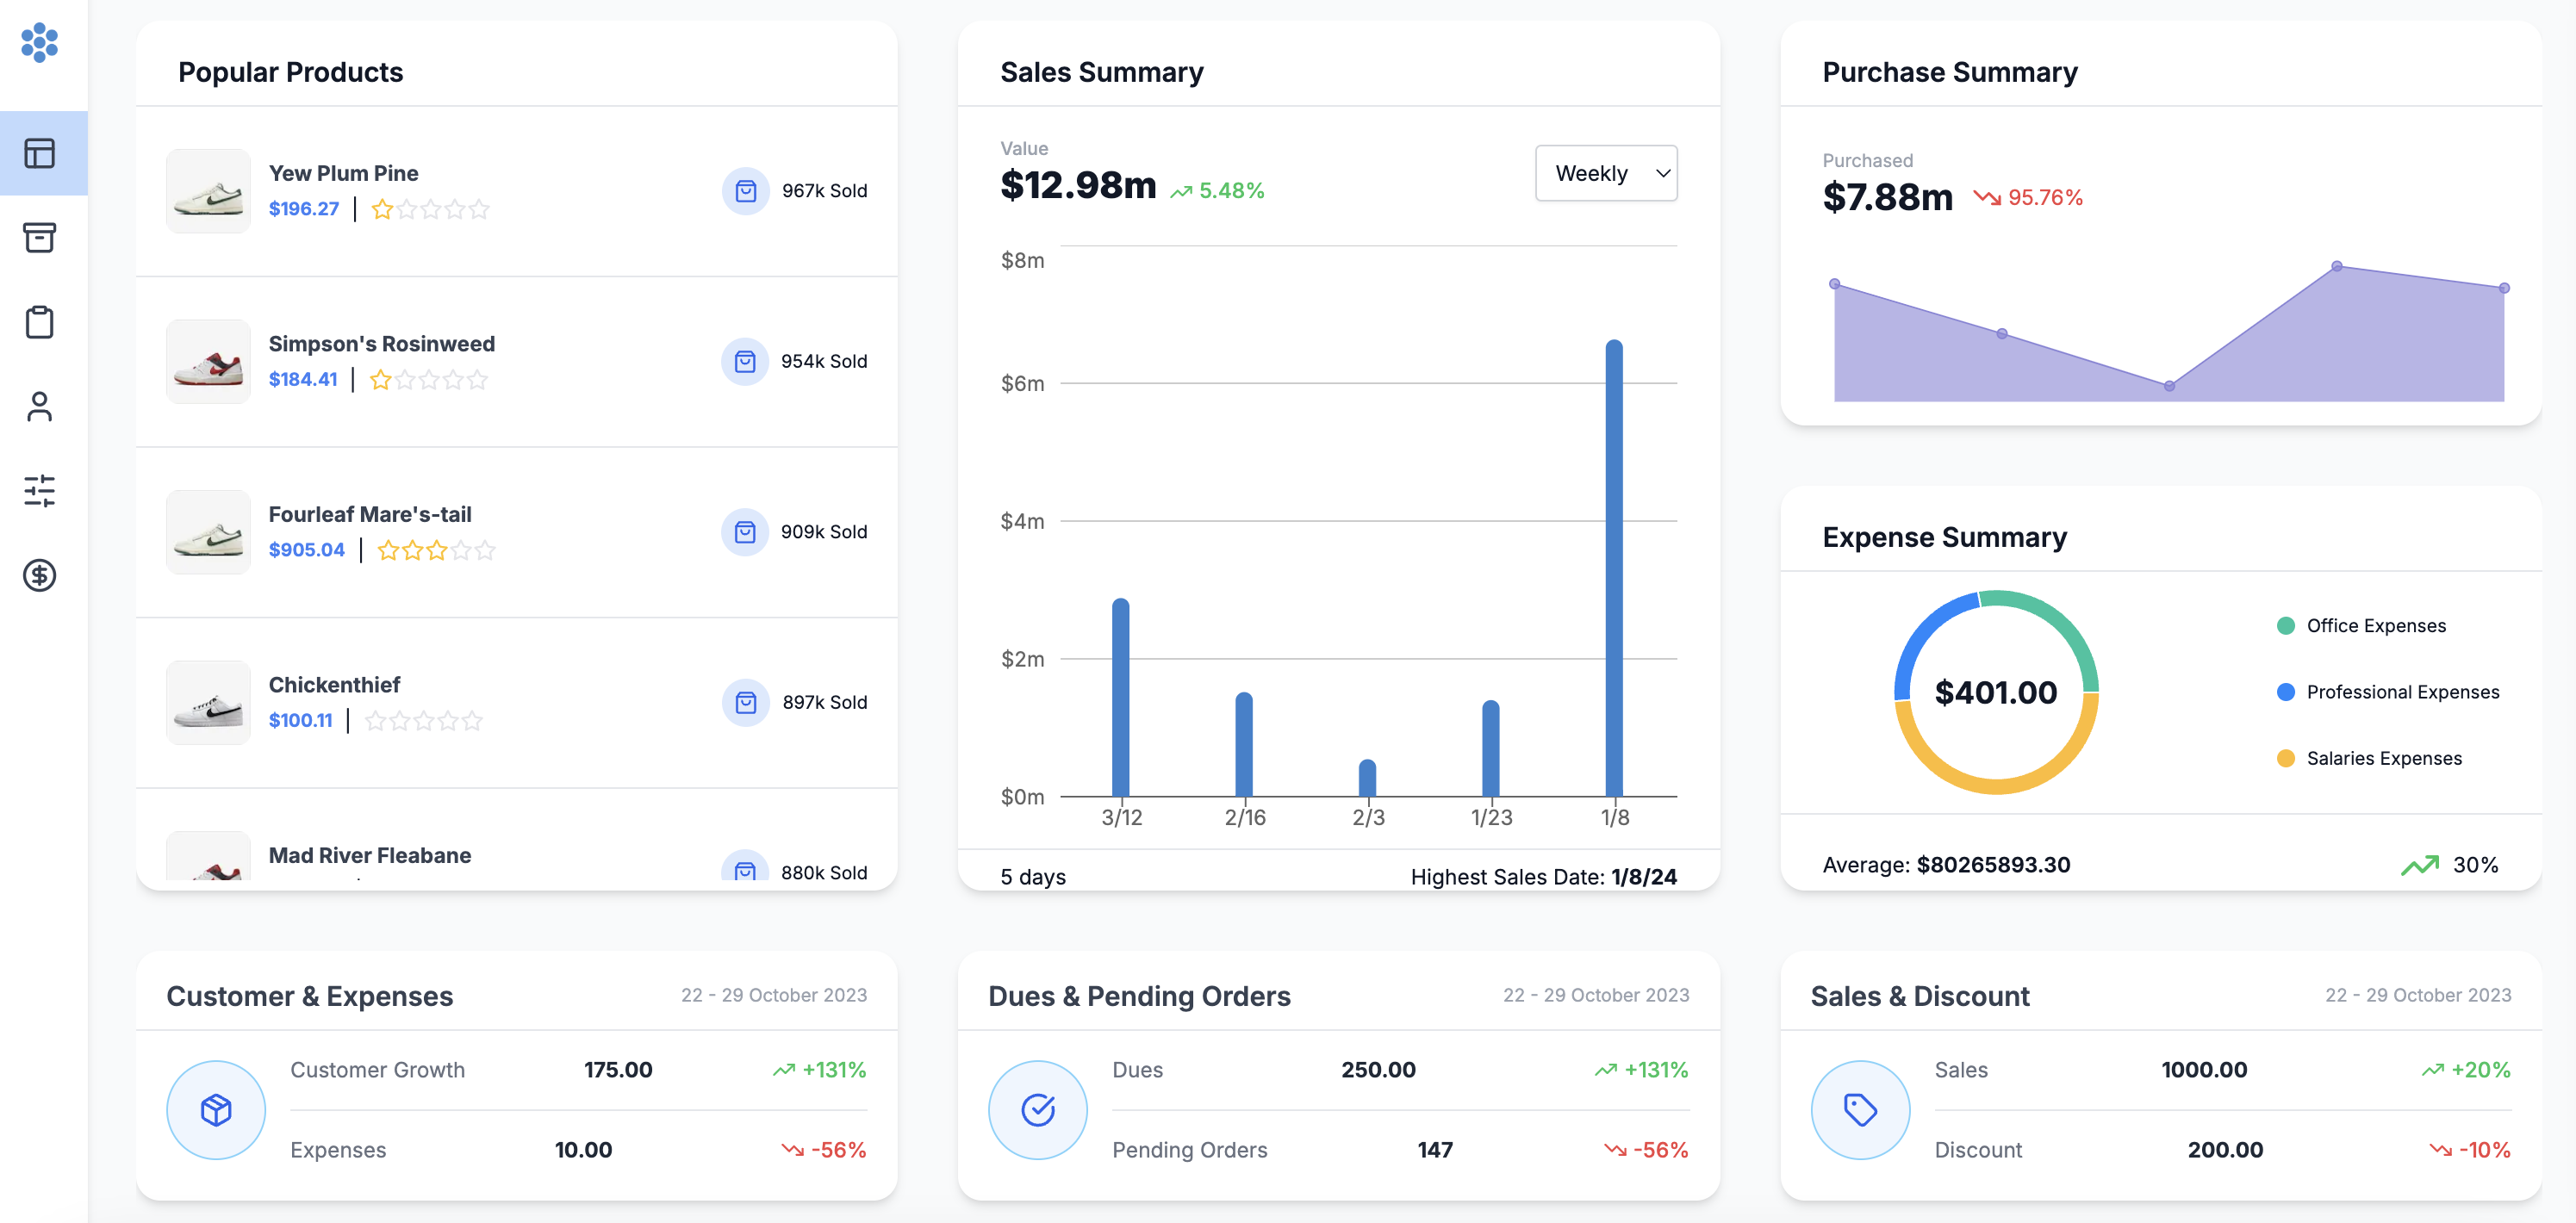 Popular Products
Yew Plum Pine
$196.27 |
967k Sold
Simpson's Rosinweed
$184.41 |
954k Sold
Fourleaf Mare's-tail
$905.04 |
909k Sold
Chickenthief
$100.11 |
897k Sold
Mad River Fleabane
880k Sold
Sales Summary
Value
$12.98m 5.48%
Weekly
$8m
$6m
$4m
$2m
$0m
3/12 2/16 2/3 1/23 1/8
5 days
Highest Sales Date: 1/8/24
Purchase Summary
Purchased
$7.88m 95.76%
Expense Summary
$401.00
Office Expenses
Professional Expenses
Salaries Expenses
Average: $80265893.30
30%
Customer & Expenses
22 - 29 October 2023
Customer Growth 175.00 +131%
Expenses 10.00 -56%
Dues & Pending Orders
22 - 29 October 2023
Dues 250.00 +131%
Pending Orders 147 -56%
Sales & Discount
22 - 29 October 2023
Sales 1000.00 +20%
Discount 200.00 -10%